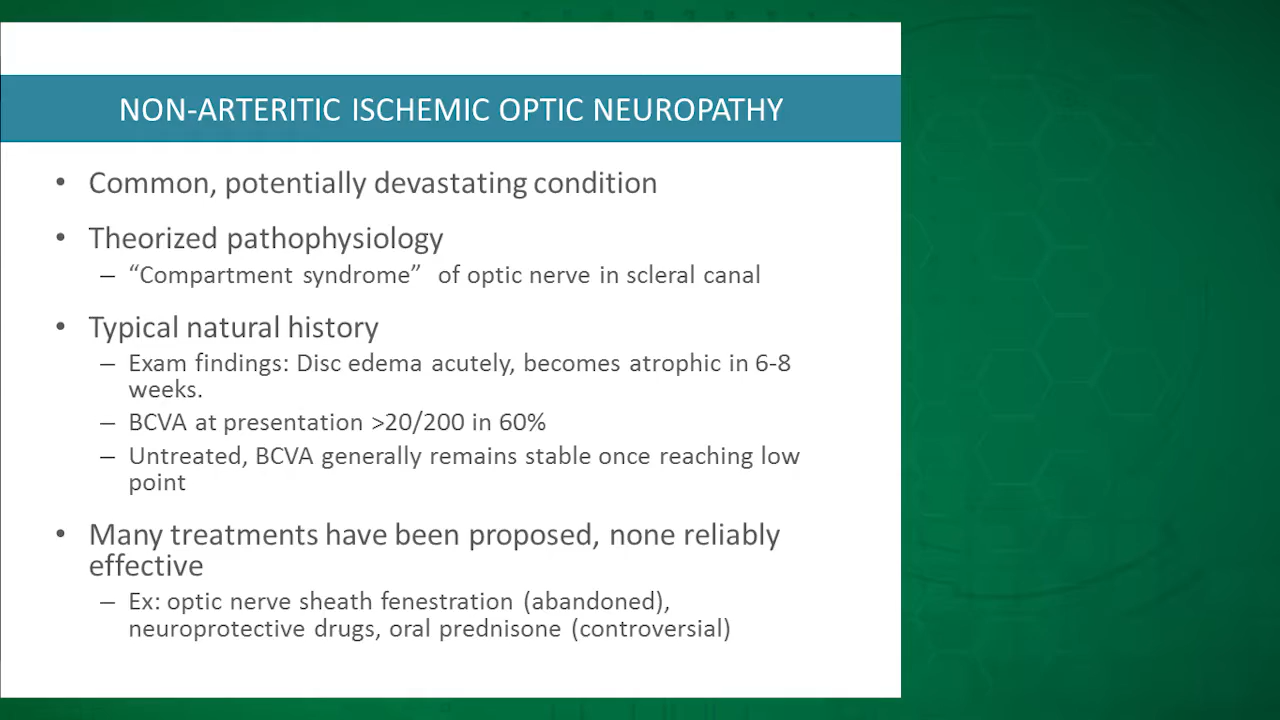 NON-ARTERITIC ISCHEMIC OPTIC NEUROPATHY
• Common, potentially devastating condition
• Theorized pathophysiology
– “Compartment syndrome” of optic nerve in scleral canal
• Typical natural history
– Exam findings: Disc edema acutely, becomes atrophic in 6-8
weeks.
– BCVA at presentation >20/200 in 60%
– Untreated, BCVA generally remains stable once reaching low
point
• Many treatments have been proposed, none reliably
effective
– Ex: optic nerve sheath fenestration (abandoned),
neuroprotective drugs, oral prednisone (controversial)